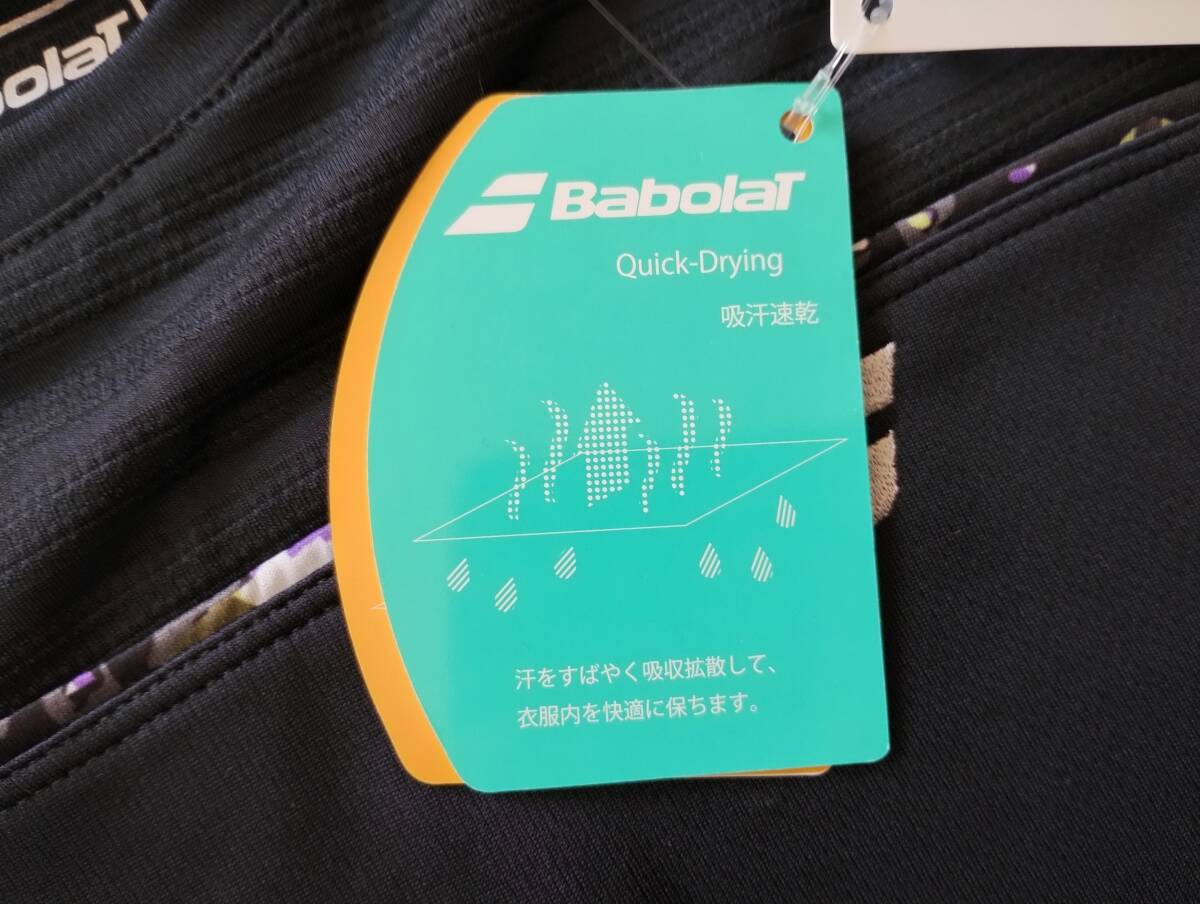 BabolaT
BabolaT
Quick-Drying
吸汗速乾
汗をすばやく吸収拡散して、
衣服内を快適に保ちます。